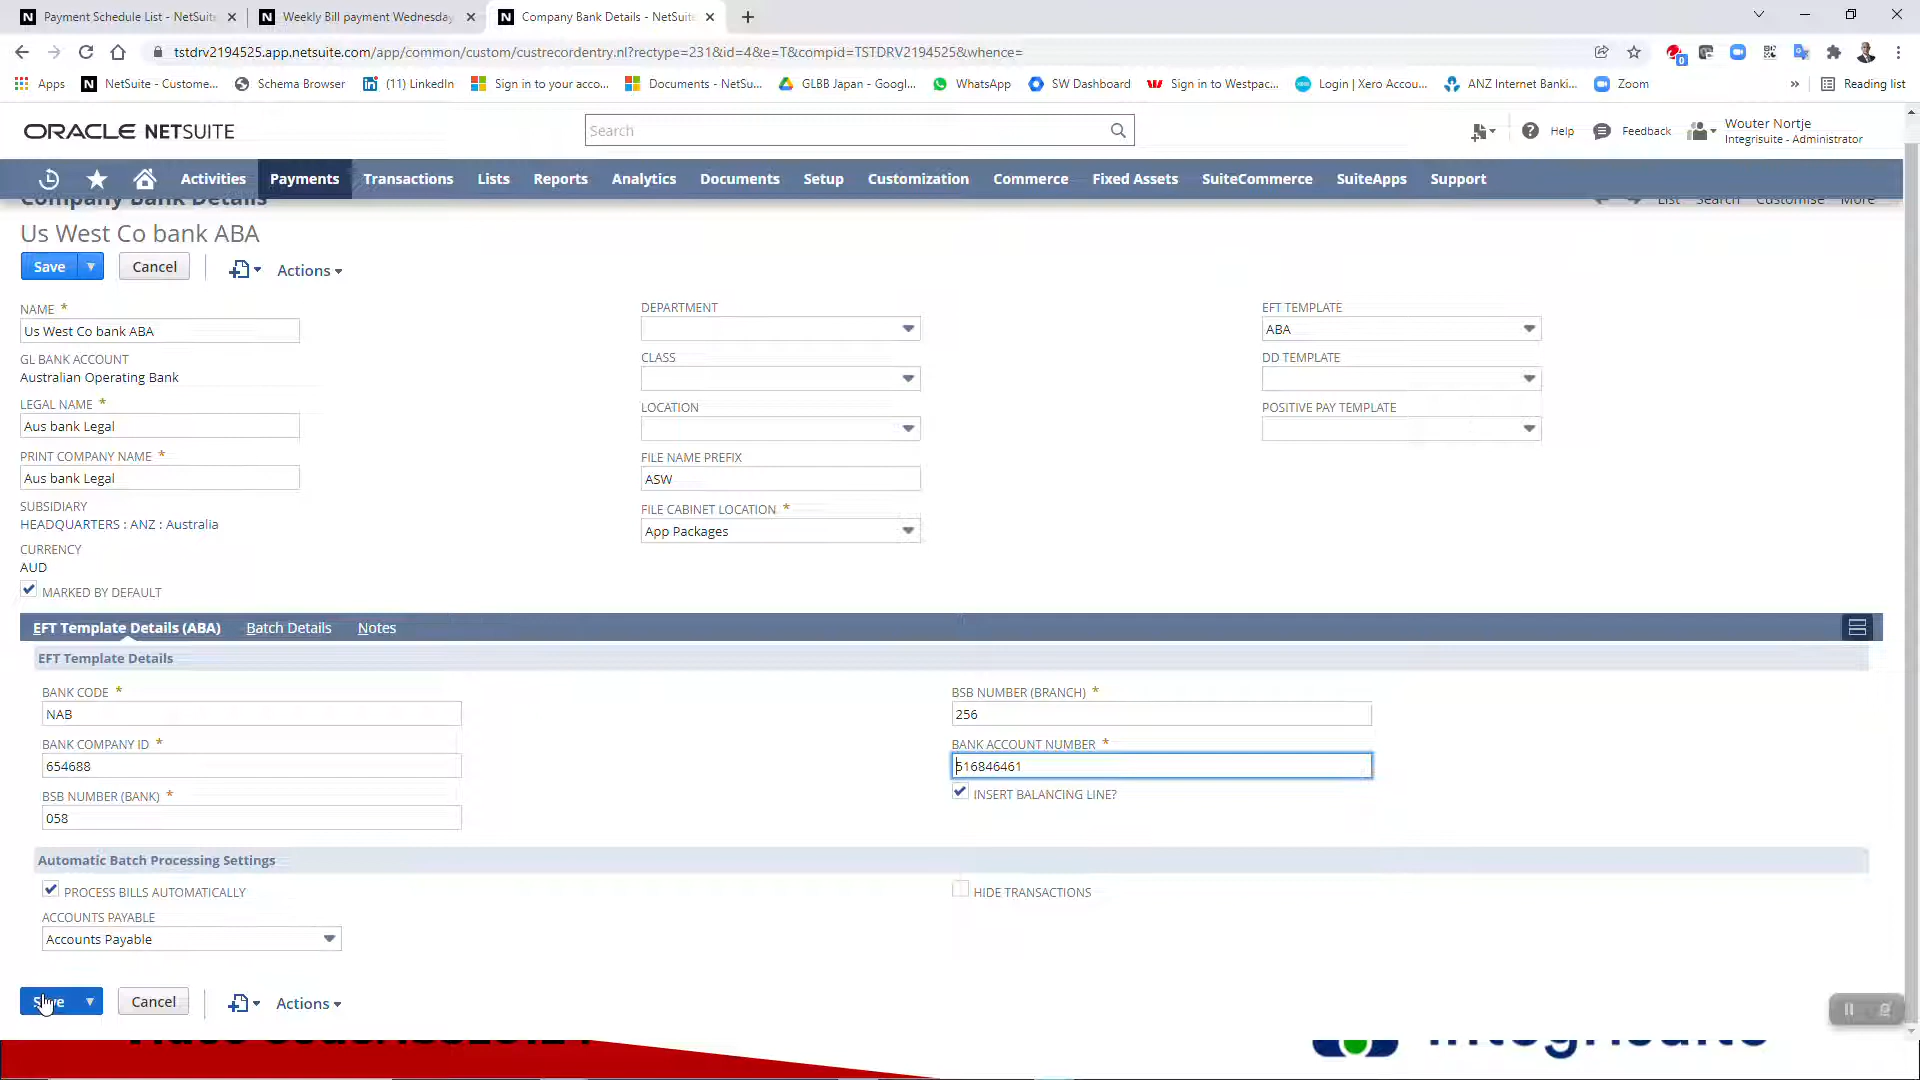 Payment Schedule List - NetSuite
Weekly Bill payment Wednesday
Company Bank Details - NetSuite
tstdrv2194525.app.netsuite.com/app/common/custom/custrecordentry.nl?rectype=231&id=4&e=T&compid=TSTDRV2194525&whence=
Apps
NetSuite - Custome...
Schema Browser
(11) LinkedIn
Sign in to your acco...
Documents - NetSu...
GLBB Japan - Googl...
WhatsApp
SW Dashboard
Sign in to Westpac...
Login | Xero Accou...
ANZ Internet Banki...
Zoom
»
Reading list
ORACLE NETSUITE
Search
Help
Feedback
Wouter Nortje
Integrisuite - Administrator
Activities
Payments
Transactions
Lists
Reports
Analytics
Documents
Setup
Customization
Commerce
Fixed Assets
SuiteCommerce
SuiteApps
Support
Company Bank Details
List Search Customise More
Us West Co bank ABA
Save
Cancel
Actions
NAME *
Us West Co bank ABA
GL BANK ACCOUNT
Australian Operating Bank
LEGAL NAME *
Aus bank Legal
PRINT COMPANY NAME *
Aus bank Legal
SUBSIDIARY
HEADQUARTERS : ANZ : Australia
CURRENCY
AUD
MARKED BY DEFAULT
DEPARTMENT
CLASS
LOCATION
FILE NAME PREFIX
ASW
FILE CABINET LOCATION *
App Packages
EFT TEMPLATE
ABA
DD TEMPLATE
POSITIVE PAY TEMPLATE
EFT Template Details (ABA)
Batch Details
Notes
EFT Template Details
BANK CODE *
NAB
BANK COMPANY ID *
654688
BSB NUMBER (BANK) *
058
BSB NUMBER (BRANCH) *
256
BANK ACCOUNT NUMBER *
516846461
INSERT BALANCING LINE?
Automatic Batch Processing Settings
PROCESS BILLS AUTOMATICALLY
HIDE TRANSACTIONS
ACCOUNTS PAYABLE
Accounts Payable
Save
Cancel
Actions